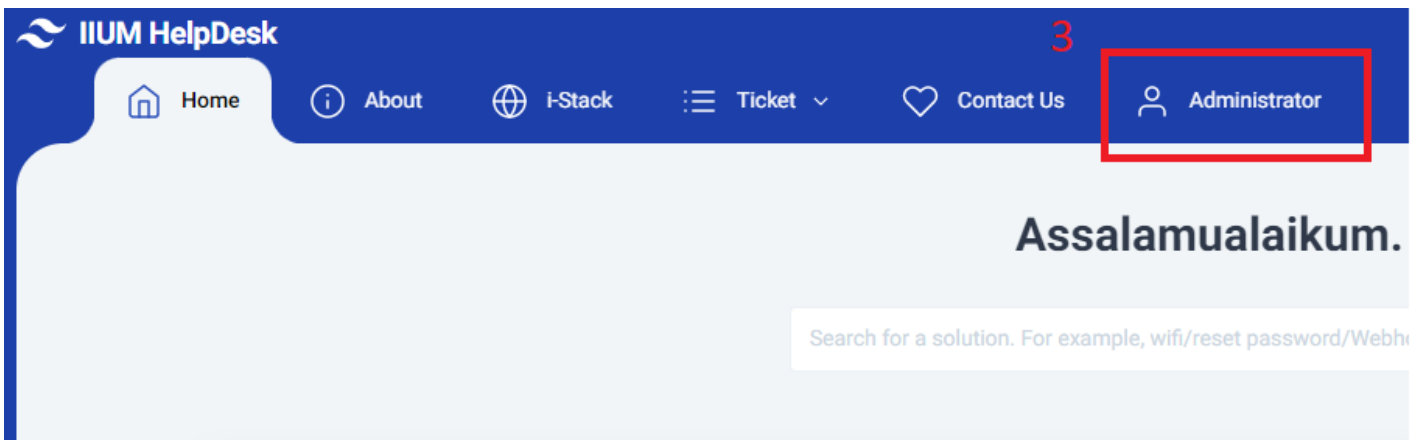 IIUM HelpDesk
3
Home About i-Stack Ticket Contact Us Administrator
Assalamualaikum.
Search for a solution. For example, wifi/reset password/